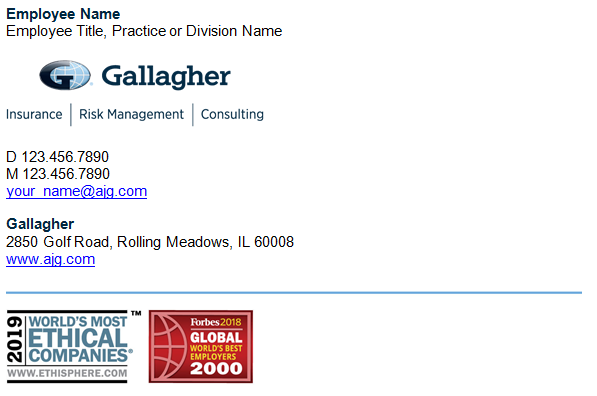 Employee Name
Employee Title, Practice or Division Name
G Gallagher
Insurance | Risk Management | Consulting
D 123.456.7890
M 123.456.7890
your_name@ajg.com
Gallagher
2850 Golf Road, Rolling Meadows, IL 60008
www.ajg.com
2019
WORLD'S MOST
ETHICAL
COMPANIES®
™
WWW.ETHISPHERE.COM
Forbes 2018
GLOBAL
WORLD'S BEST
EMPLOYERS
2000